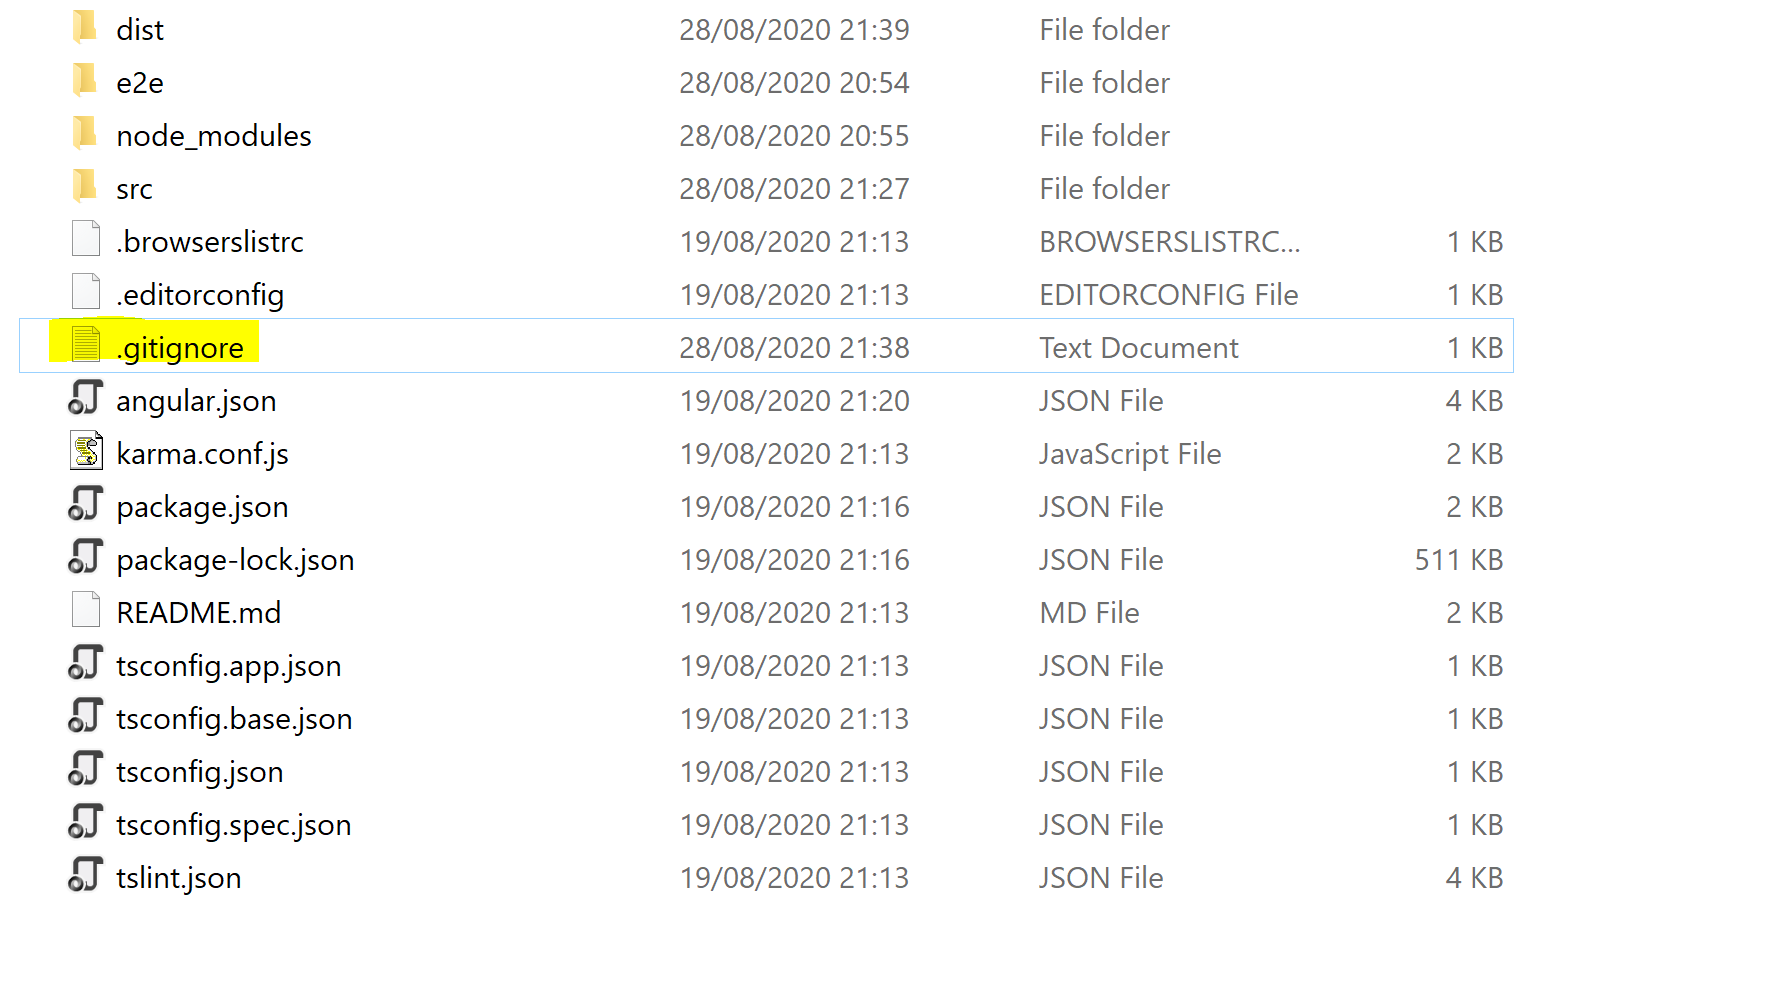 dist 28/08/2020 21:39 File folder
e2e 28/08/2020 20:54 File folder
node_modules 28/08/2020 20:55 File folder
src 28/08/2020 21:27 File folder
.browserslistrc 19/08/2020 21:13 BROWSERSLISTRC... 1 KB
.editorconfig 19/08/2020 21:13 EDITORCONFIG File 1 KB
.gitignore 28/08/2020 21:38 Text Document 1 KB
angular.json 19/08/2020 21:20 JSON File 4 KB
karma.conf.js 19/08/2020 21:13 JavaScript File 2 KB
package.json 19/08/2020 21:16 JSON File 2 KB
package-lock.json 19/08/2020 21:16 JSON File 511 KB
README.md 19/08/2020 21:13 MD File 2 KB
tsconfig.app.json 19/08/2020 21:13 JSON File 1 KB
tsconfig.base.json 19/08/2020 21:13 JSON File 1 KB
tsconfig.json 19/08/2020 21:13 JSON File 1 KB
tsconfig.spec.json 19/08/2020 21:13 JSON File 1 KB
tslint.json 19/08/2020 21:13 JSON File 4 KB